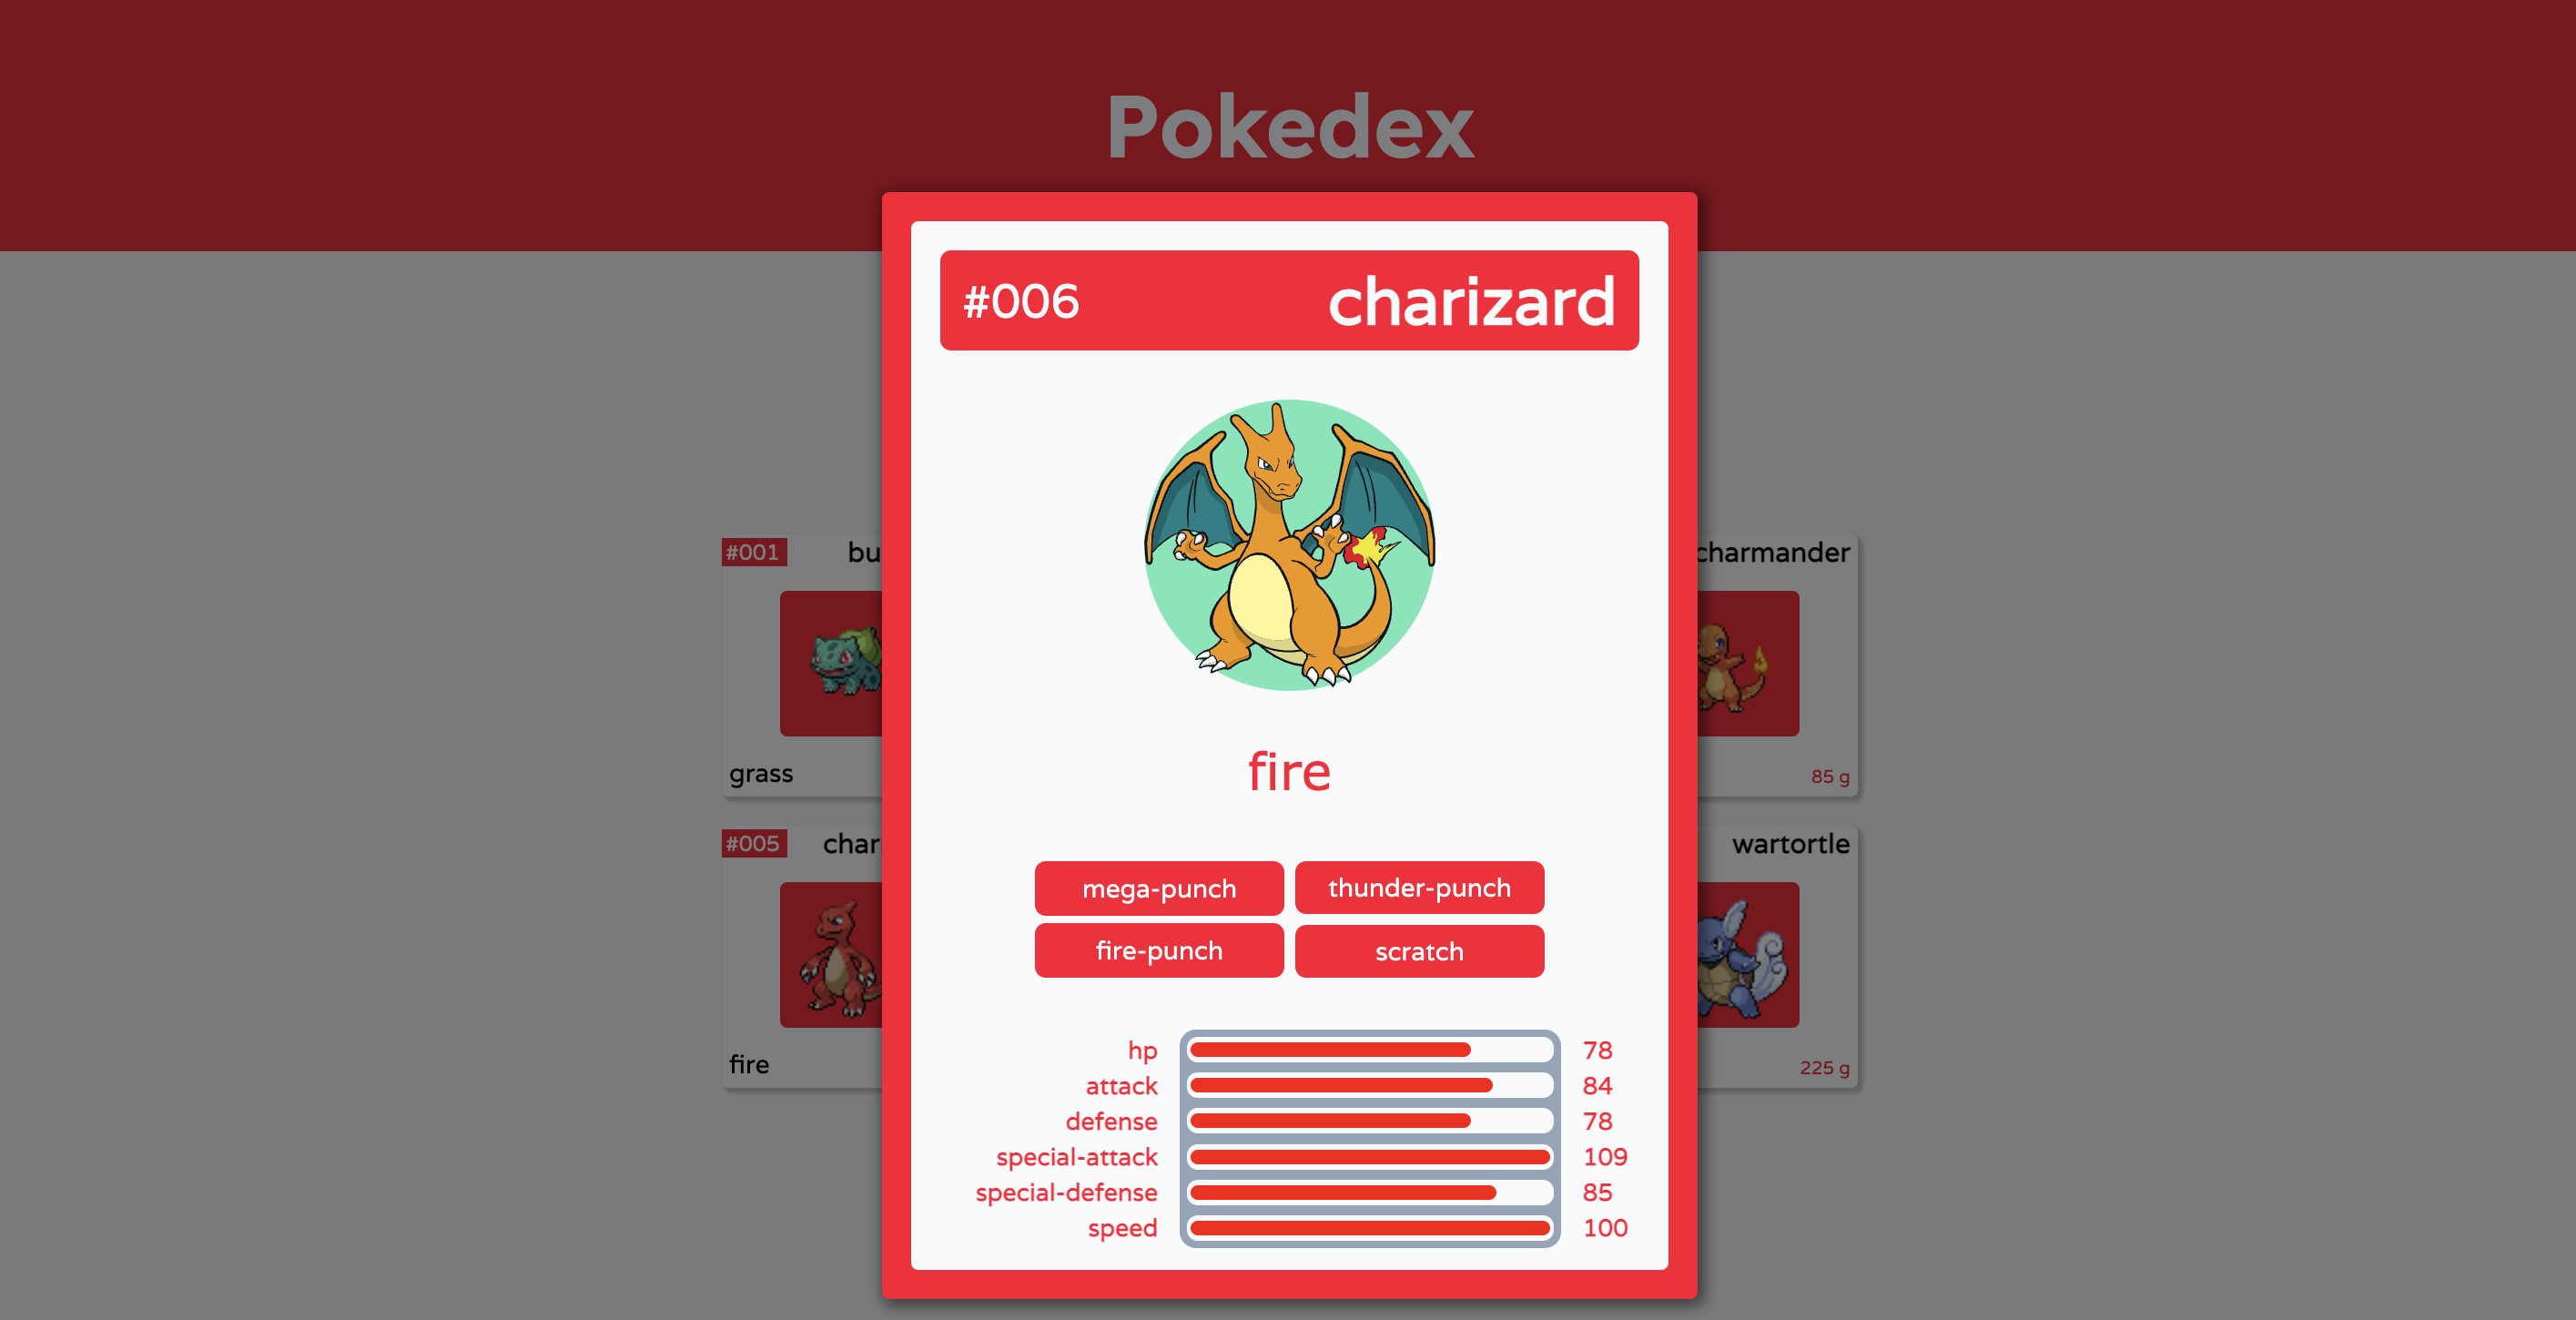 Pokedex
#006 charizard
fire
mega-punch thunder-punch
fire-punch scratch
hp 78
attack 84
defense 78
special-attack 109
special-defense 85
speed 100
#001 bu
grass
charmander
85 g
#005 char
fire
wartortle
225 g